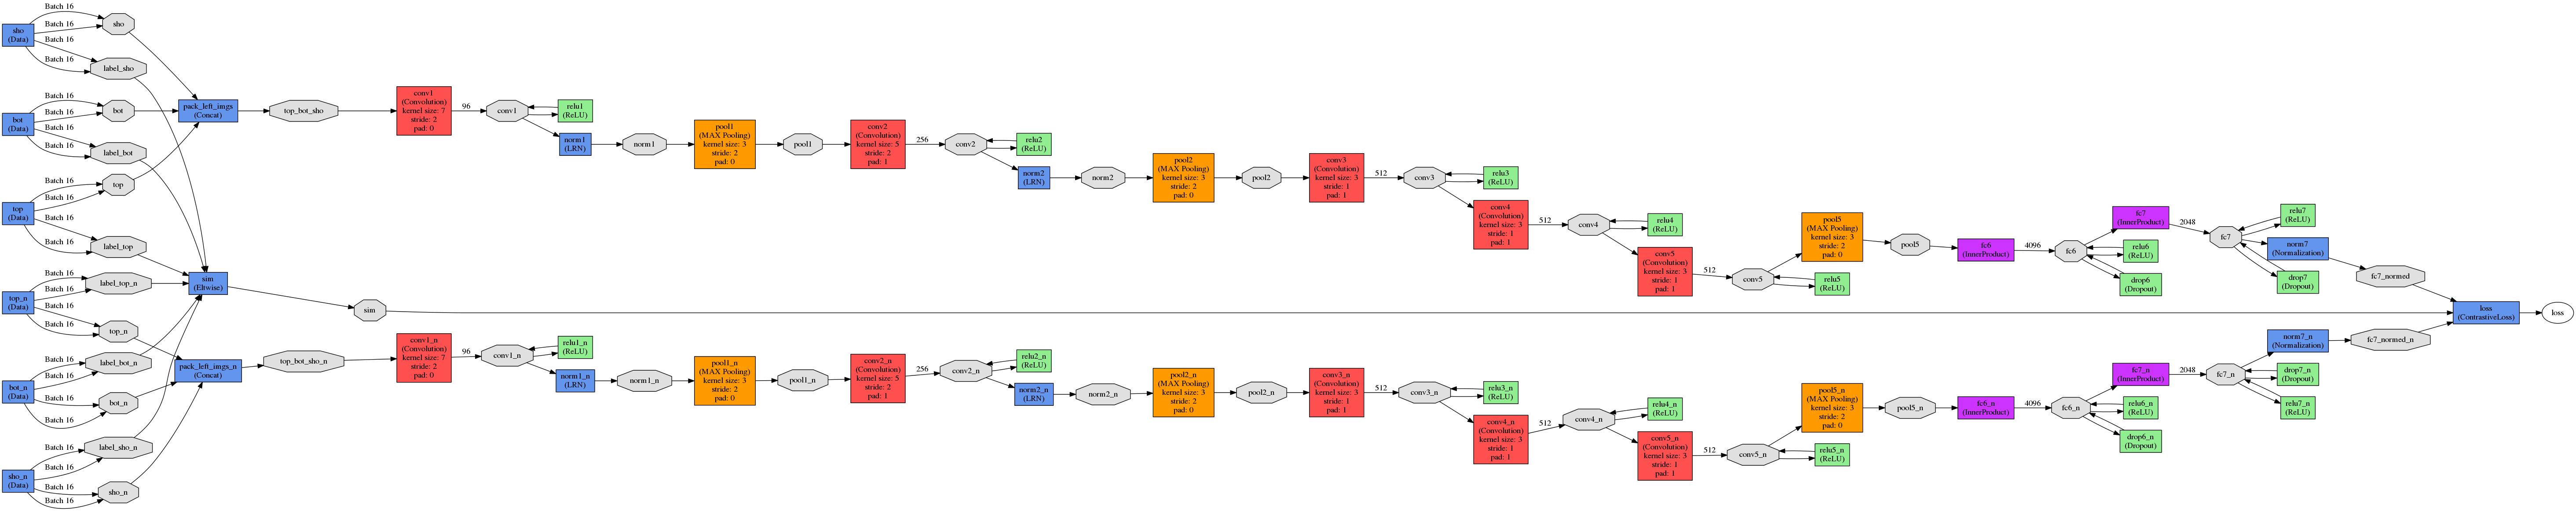 Batch 16
Batch 16
Batch 16
Batch 16
sho
(Data)
sho
label_sho
Batch 16
Batch 16
Batch 16
Batch 16
bot
(Data)
bot
label_bot
Batch 16
Batch 16
Batch 16
Batch 16
top
(Data)
top
label_top
Batch 16
Batch 16
Batch 16
Batch 16
top_n
(Data)
label_top_n
top_n
Batch 16
Batch 16
Batch 16
Batch 16
bot_n
(Data)
label_bot_n
bot_n
Batch 16
Batch 16
Batch 16
Batch 16
sho_n
(Data)
label_sho_n
sho_n
pack_left_imgs
(Concat)
top_bot_sho
conv1
(Convolution)
kernel size: 7
stride: 2
pad: 0
96
conv1
relu1
(ReLU)
norm1
(LRN)
norm1
pool1
(MAX Pooling)
kernel size: 3
stride: 2
pad: 0
pool1
conv2
(Convolution)
kernel size: 5
stride: 2
pad: 1
256
conv2
relu2
(ReLU)
norm2
(LRN)
norm2
pool2
(MAX Pooling)
kernel size: 3
stride: 2
pad: 0
pool2
conv3
(Convolution)
kernel size: 3
stride: 1
pad: 1
512
conv3
relu3
(ReLU)
conv4
(Convolution)
kernel size: 3
stride: 1
pad: 1
512
conv4
relu4
(ReLU)
conv5
(Convolution)
kernel size: 3
stride: 1
pad: 1
512
conv5
relu5
(ReLU)
pool5
(MAX Pooling)
kernel size: 3
stride: 2
pad: 0
pool5
fc6
(InnerProduct)
4096
fc6
relu6
(ReLU)
drop6
(Dropout)
fc7
(InnerProduct)
2048
fc7
relu7
(ReLU)
norm7
(Normalization)
drop7
(Dropout)
fc7_normed
sim
(Eltwise)
sim
loss
(ContrastiveLoss)
loss
pack_left_imgs_n
(Concat)
top_bot_sho_n
conv1_n
(Convolution)
kernel size: 7
stride: 2
pad: 0
96
conv1_n
relu1_n
(ReLU)
norm1_n
(LRN)
norm1_n
pool1_n
(MAX Pooling)
kernel size: 3
stride: 2
pad: 0
pool1_n
conv2_n
(Convolution)
kernel size: 5
stride: 2
pad: 1
256
conv2_n
relu2_n
(ReLU)
norm2_n
(LRN)
norm2_n
pool2_n
(MAX Pooling)
kernel size: 3
stride: 2
pad: 0
pool2_n
conv3_n
(Convolution)
kernel size: 3
stride: 1
pad: 1
512
conv3_n
relu3_n
(ReLU)
conv4_n
(Convolution)
kernel size: 3
stride: 1
pad: 1
512
conv4_n
relu4_n
(ReLU)
conv5_n
(Convolution)
kernel size: 3
stride: 1
pad: 1
512
conv5_n
relu5_n
(ReLU)
pool5_n
(MAX Pooling)
kernel size: 3
stride: 2
pad: 0
pool5_n
fc6_n
(InnerProduct)
4096
fc6_n
relu6_n
(ReLU)
drop6_n
(Dropout)
fc7_n
(InnerProduct)
2048
fc7_n
norm7_n
(Normalization)
drop7_n
(Dropout)
relu7_n
(ReLU)
fc7_normed_n